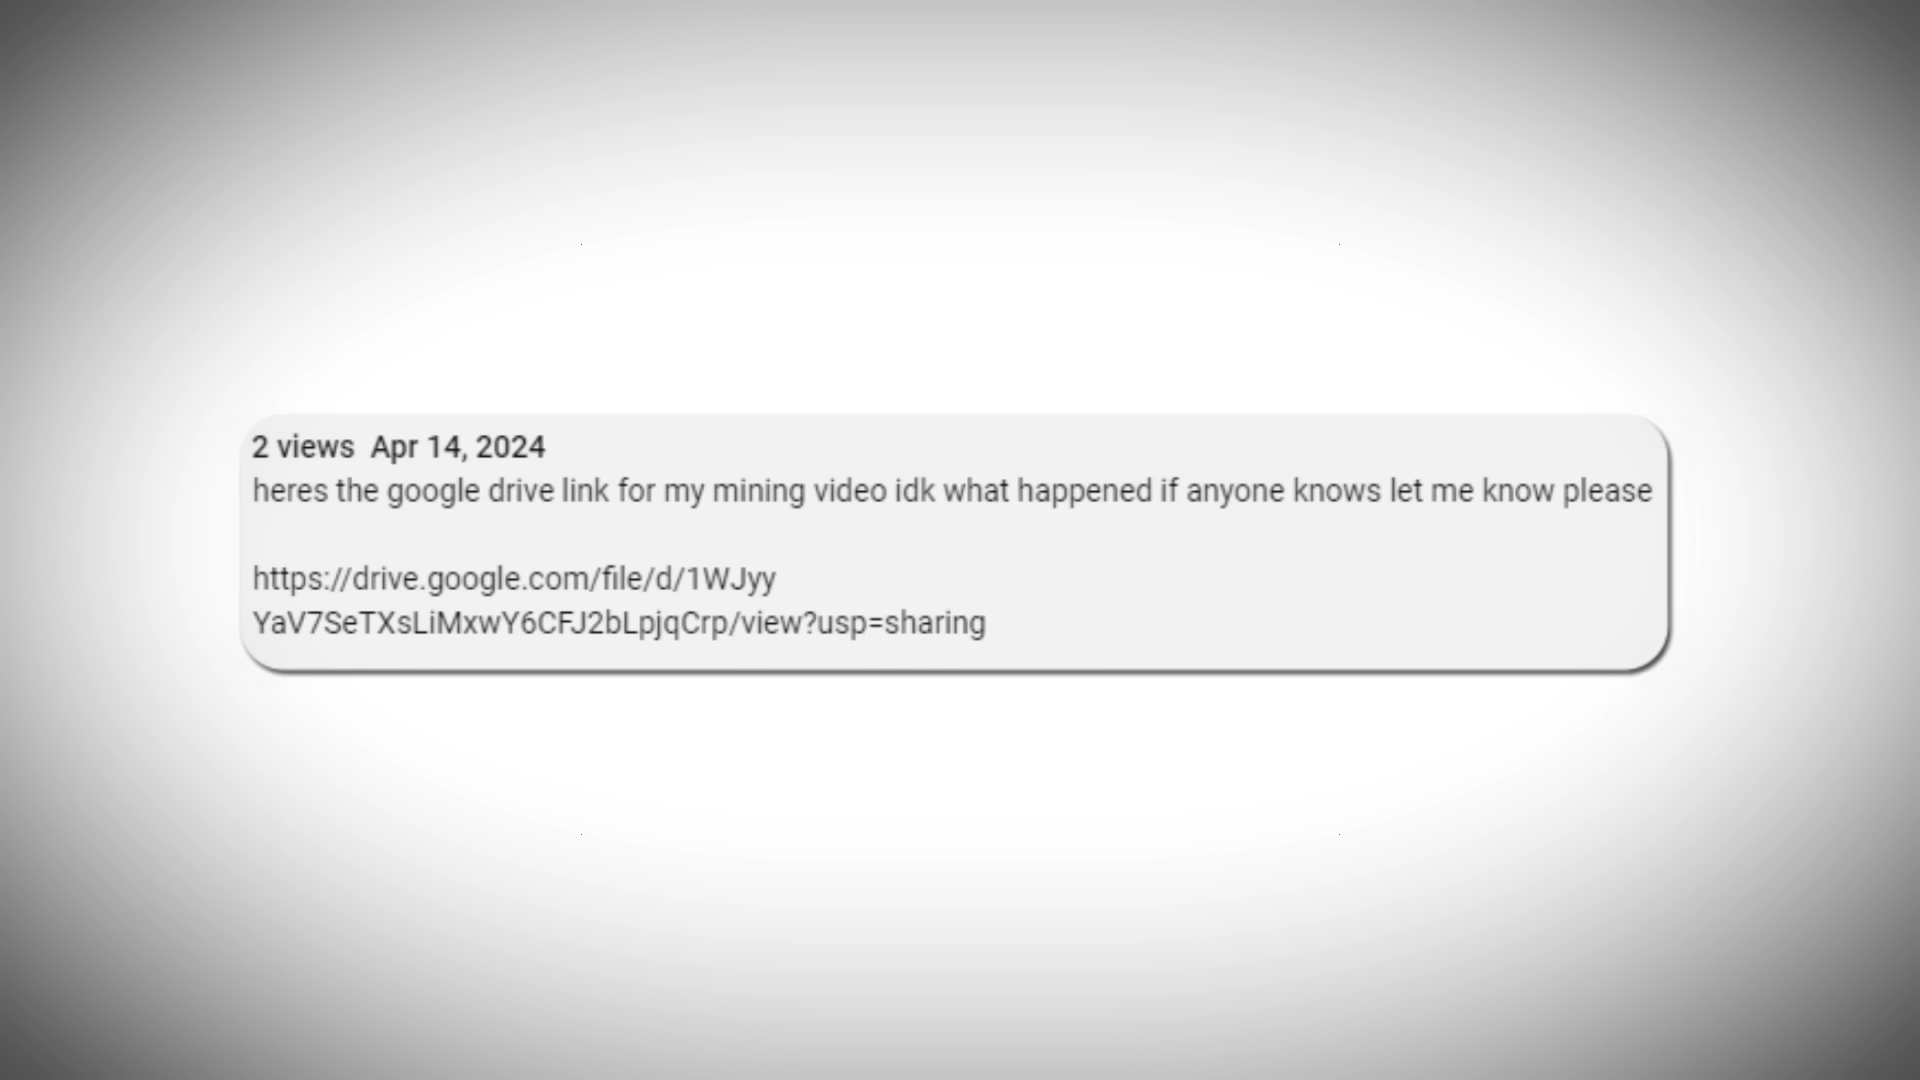 2 views  Apr 14, 2024
heres the google drive link for my mining video idk what happened if anyone knows let me know please
https://drive.google.com/file/d/1WJyy
YaV7SeTXsLiMxwY6CFJ2bLpjqCrp/view?usp=sharing